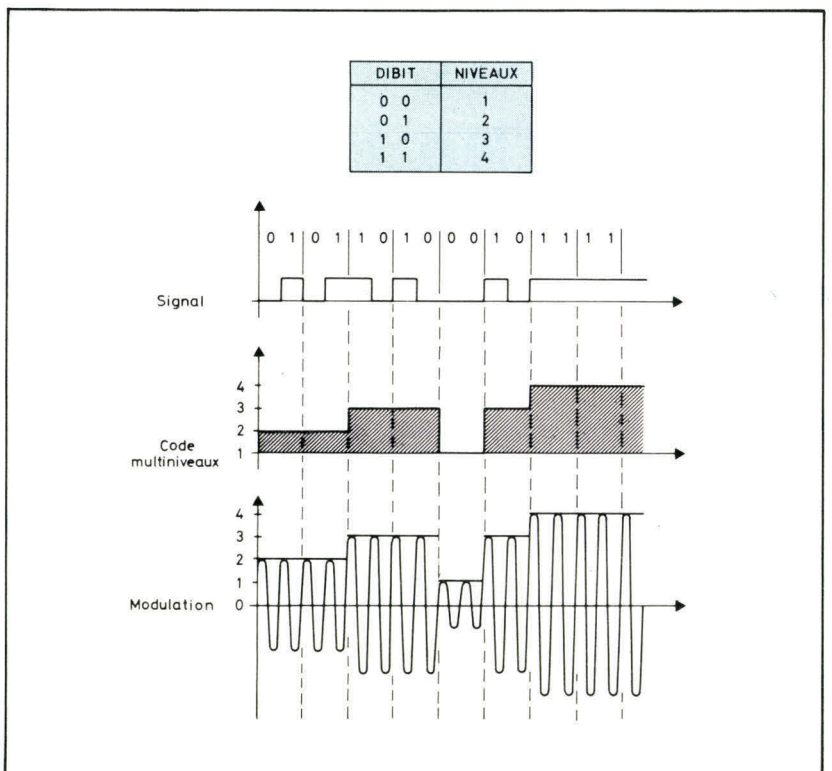 DIBIT NIVEAUX
0 0 1
0 1 2
1 0 3
1 1 4
0 1 0 1 1 0 1 0 0 0 1 0 1 1 1 1
Signal
4
3
2
1
Code
multiniveaux
4
3
2
1
0
Modulation